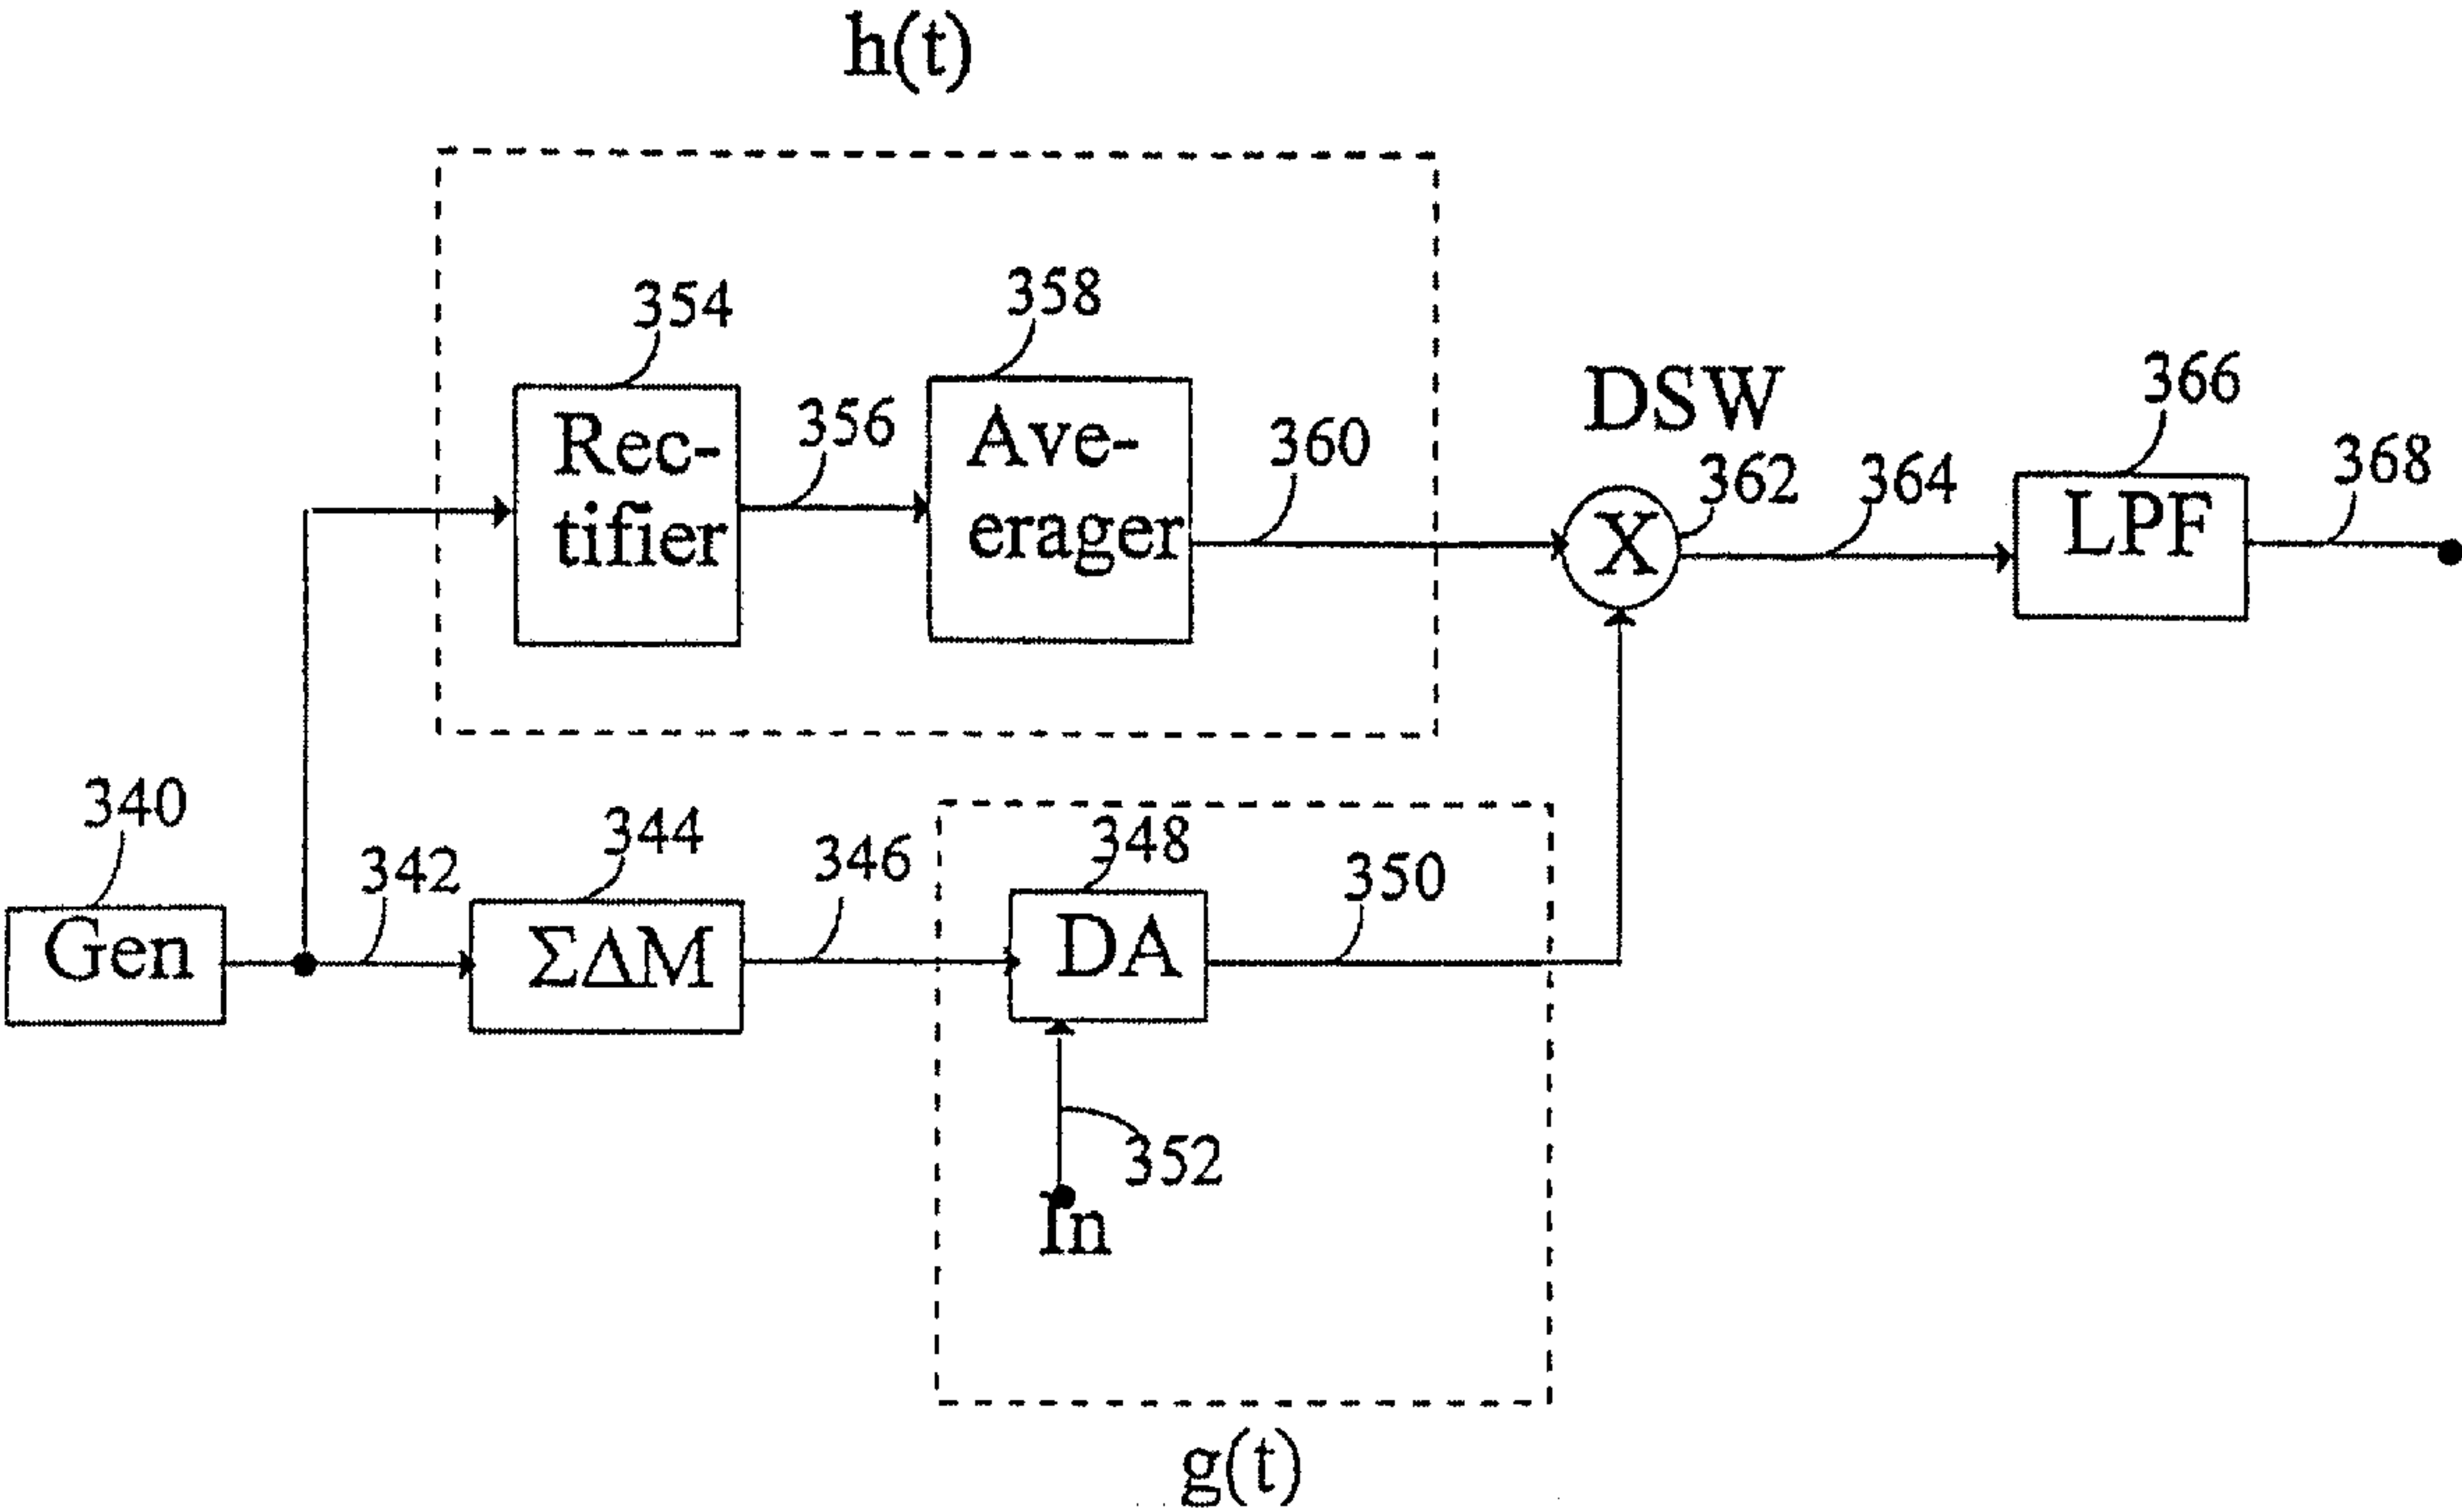 h(t)
354
358
Rec-
tifier
356
Ave-
erager
360
DSW
X
362
364
366
LPF
368
340
Gen
342
344
ΣΔM
346
348
DA
350
352
In
g(t)